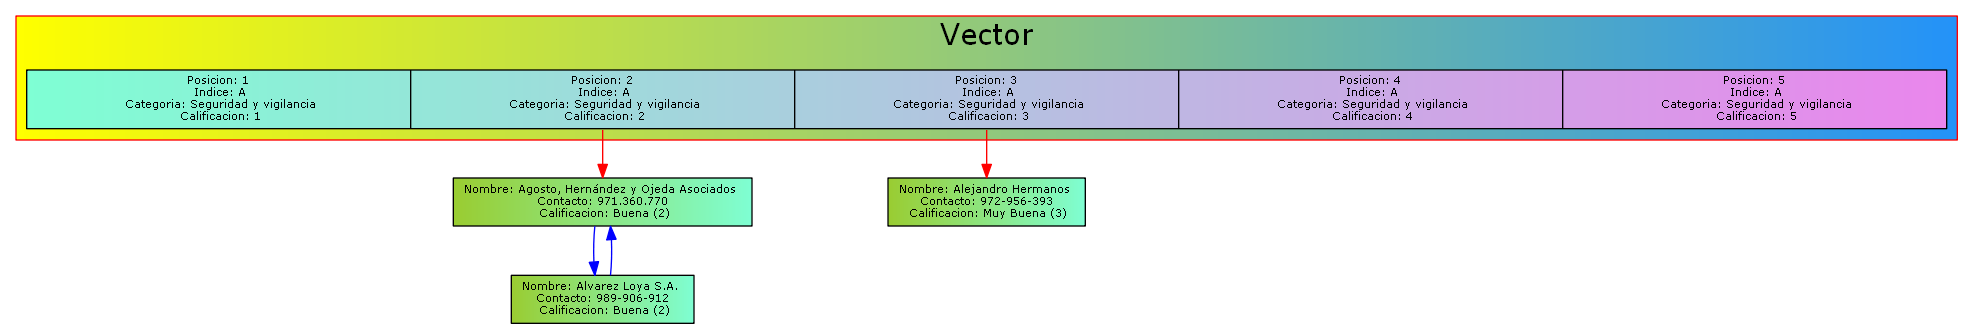 Vector
Posicion: 1
Indice: A
Categoria: Seguridad y vigilancia
Calificacion: 1
Posicion: 2
Indice: A
Categoria: Seguridad y vigilancia
Calificacion: 2
Posicion: 3
Indice: A
Categoria: Seguridad y vigilancia
Calificacion: 3
Posicion: 4
Indice: A
Categoria: Seguridad y vigilancia
Calificacion: 4
Posicion: 5
Indice: A
Categoria: Seguridad y vigilancia
Calificacion: 5
Nombre: Agosto, Hernández y Ojeda Asociados
Contacto: 971.360.770
Calificacion: Buena (2)
Nombre: Alejandro Hermanos
Contacto: 972-956-393
Calificacion: Muy Buena (3)
Nombre: Alvarez Loya S.A.
Contacto: 989-906-912
Calificacion: Buena (2)